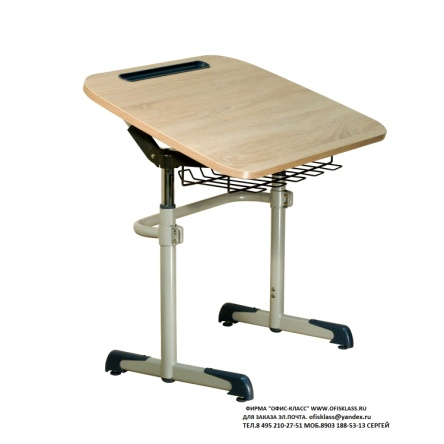 ФИРМА "ОФИС-КЛАСС" WWW.OFISKLASS.RU
ДЛЯ ЗАКАЗА ЭЛ.ПОЧТА. ofisklass@yandex.ru
ТЕЛ.8 495 210-27-51 МОБ.8903 188-53-13 СЕРГЕЙ